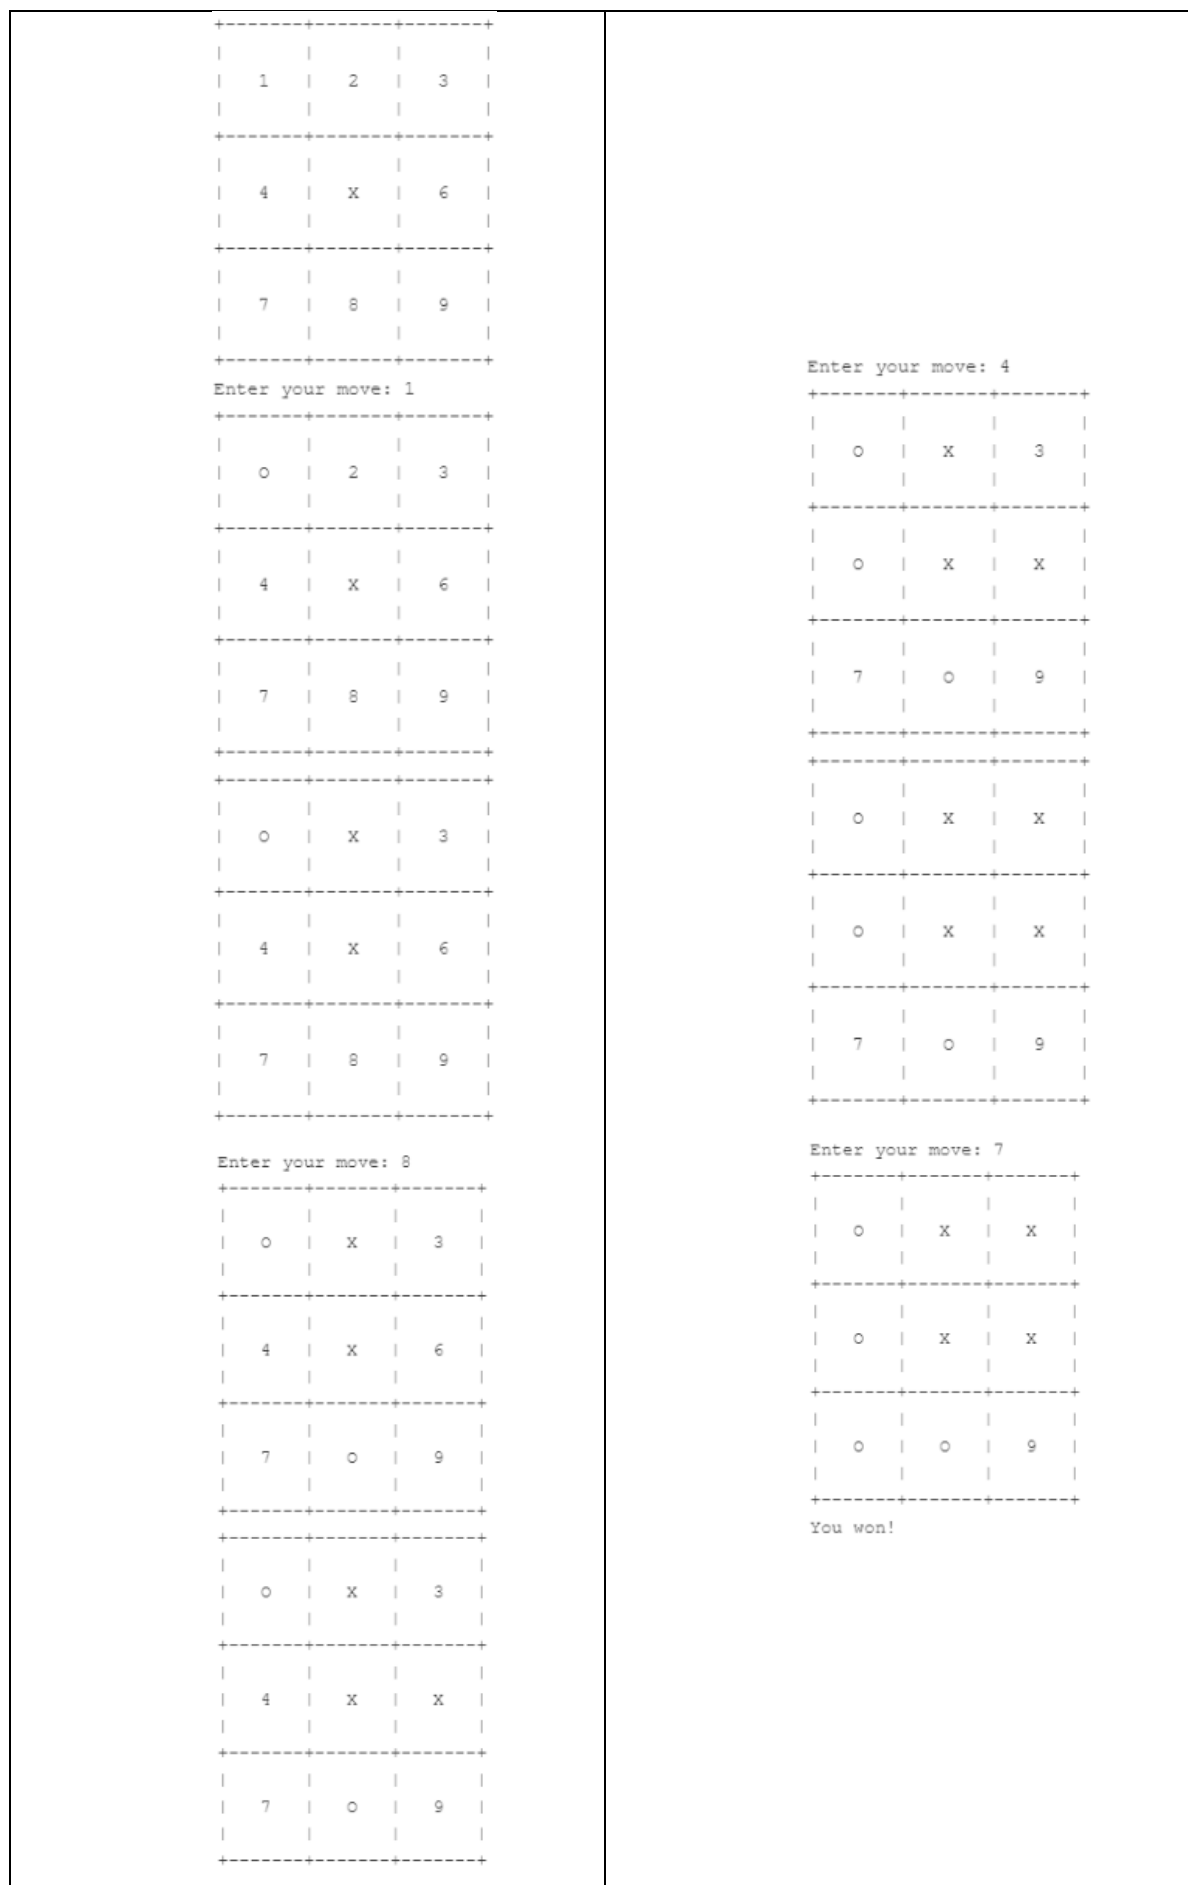 +-------+-------+-------+
|       |       |       |
|   1   |   2   |   3   |
|       |       |       |
+-------+-------+-------+
|       |       |       |
|   4   |   X   |   6   |
|       |       |       |
+-------+-------+-------+
|       |       |       |
|   7   |   8   |   9   |
|       |       |       |
+-------+-------+-------+
Enter your move: 1
+-------+-------+-------+
|       |       |       |
|   O   |   2   |   3   |
|       |       |       |
+-------+-------+-------+
|       |       |       |
|   4   |   X   |   6   |
|       |       |       |
+-------+-------+-------+
|       |       |       |
|   7   |   8   |   9   |
|       |       |       |
+-------+-------+-------+
+-------+-------+-------+
|       |       |       |
|   O   |   X   |   3   |
|       |       |       |
+-------+-------+-------+
|       |       |       |
|   4   |   X   |   6   |
|       |       |       |
+-------+-------+-------+
|       |       |       |
|   7   |   8   |   9   |
|       |       |       |
+-------+-------+-------+
Enter your move: 8
+-------+-------+-------+
|       |       |       |
|   O   |   X   |   3   |
|       |       |       |
+-------+-------+-------+
|       |       |       |
|   4   |   X   |   6   |
|       |       |       |
+-------+-------+-------+
|       |       |       |
|   7   |   O   |   9   |
|       |       |       |
+-------+-------+-------+
+-------+-------+-------+
|       |       |       |
|   O   |   X   |   3   |
|       |       |       |
+-------+-------+-------+
|       |       |       |
|   4   |   X   |   X   |
|       |       |       |
+-------+-------+-------+
|       |       |       |
|   7   |   O   |   9   |
|       |       |       |
+-------+-------+-------+
Enter your move: 4
+-------+-------+-------+
|       |       |       |
|   O   |   X   |   3   |
|       |       |       |
+-------+-------+-------+
|       |       |       |
|   O   |   X   |   X   |
|       |       |       |
+-------+-------+-------+
|       |       |       |
|   7   |   O   |   9   |
|       |       |       |
+-------+-------+-------+
+-------+-------+-------+
|       |       |       |
|   O   |   X   |   X   |
|       |       |       |
+-------+-------+-------+
|       |       |       |
|   O   |   X   |   X   |
|       |       |       |
+-------+-------+-------+
|       |       |       |
|   7   |   O   |   9   |
|       |       |       |
+-------+-------+-------+
Enter your move: 7
+-------+-------+-------+
|       |       |       |
|   O   |   X   |   X   |
|       |       |       |
+-------+-------+-------+
|       |       |       |
|   O   |   X   |   X   |
|       |       |       |
+-------+-------+-------+
|       |       |       |
|   O   |   O   |   9   |
|       |       |       |
+-------+-------+-------+
You won!